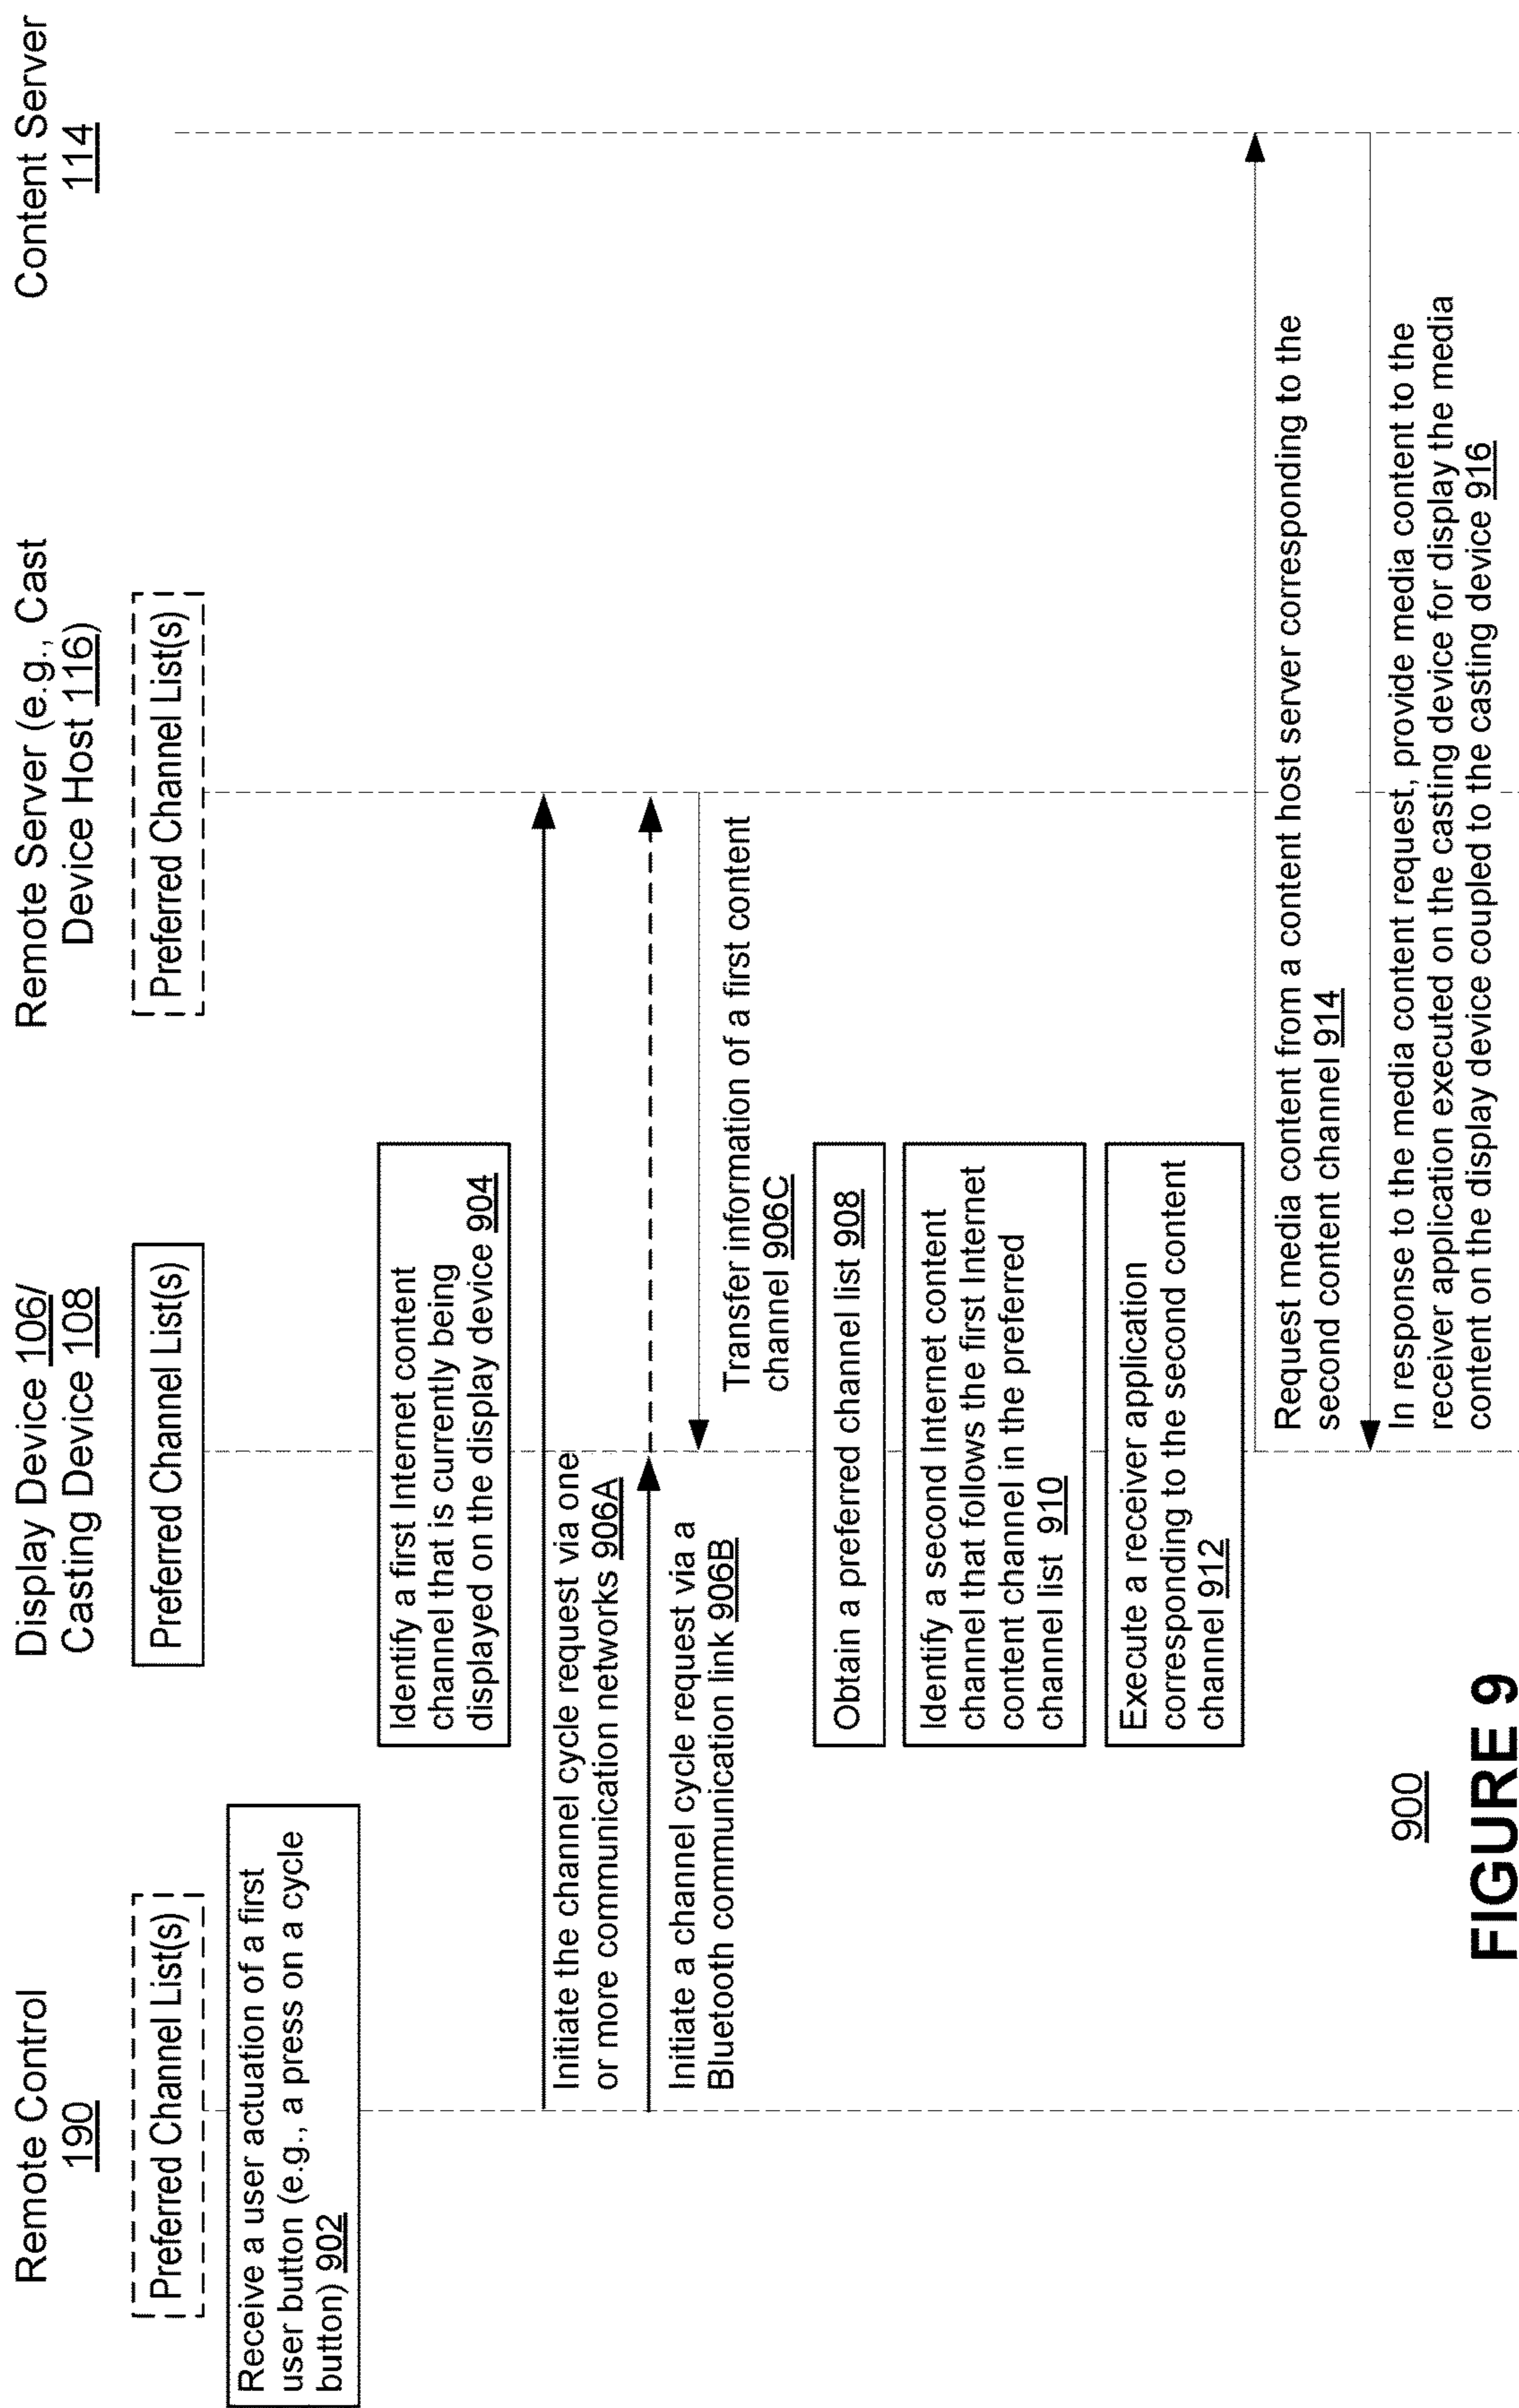 Remote Control
190
Display Device 106/
Casting Device 108
Remote Server (e.g., Cast
Device Host 116)
Content Server
114
Preferred Channel List(s)
Preferred Channel List(s)
Preferred Channel List(s)
Receive a user actuation of a first
user button (e.g., a press on a cycle
button) 902
Identify a first Internet content
channel that is currently being
displayed on the display device 904
Initiate the channel cycle request via one
or more communication networks 906A
Initiate a channel cycle request via a
Bluetooth communication link 906B
Transfer information of a first content
channel 906C
Obtain a preferred channel list 908
Identify a second Internet content
channel that follows the first Internet
content channel in the preferred
channel list 910
Execute a receiver application
corresponding to the second content
channel 912
Request media content from a content host server corresponding to the
second content channel 914
In response to the media content request, provide media content to the
receiver application executed on the casting device for display the media
content on the display device coupled to the casting device 916
900
FIGURE 9